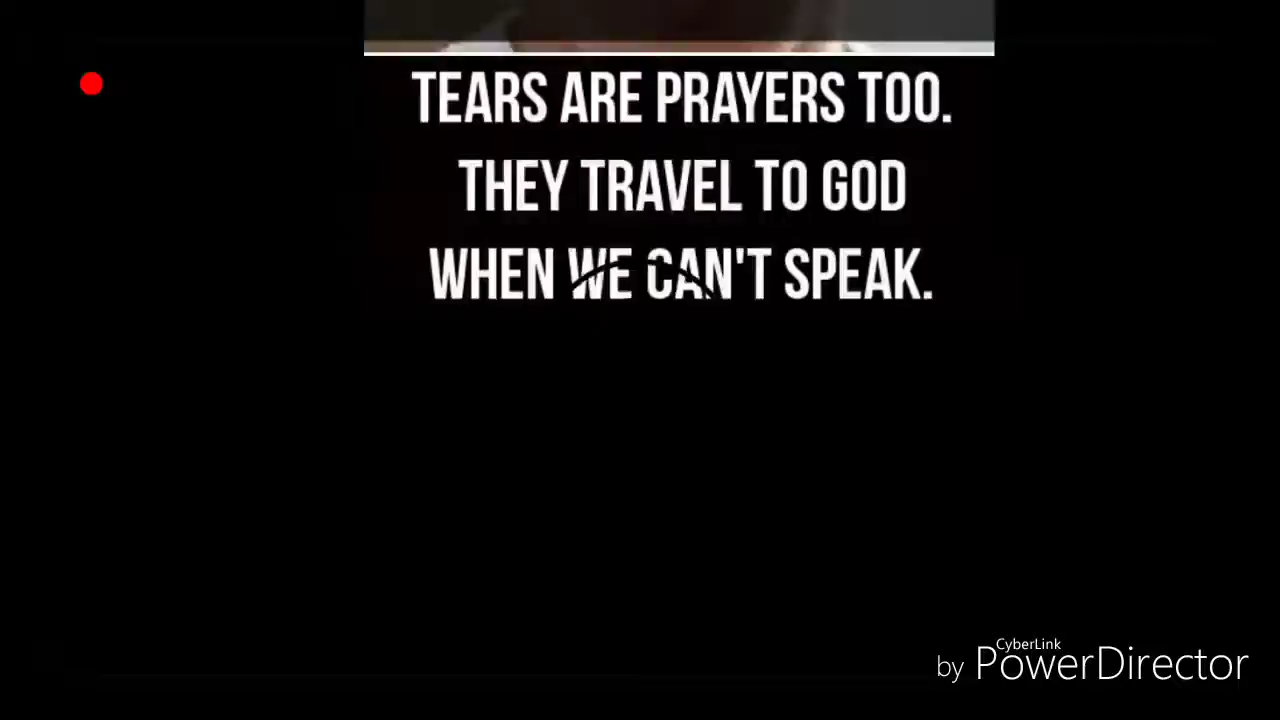 TEARS ARE PRAYERS TOO.
THEY TRAVEL TO GOD
WHEN WE CAN'T SPEAK.
CyberLink
by PowerDirector